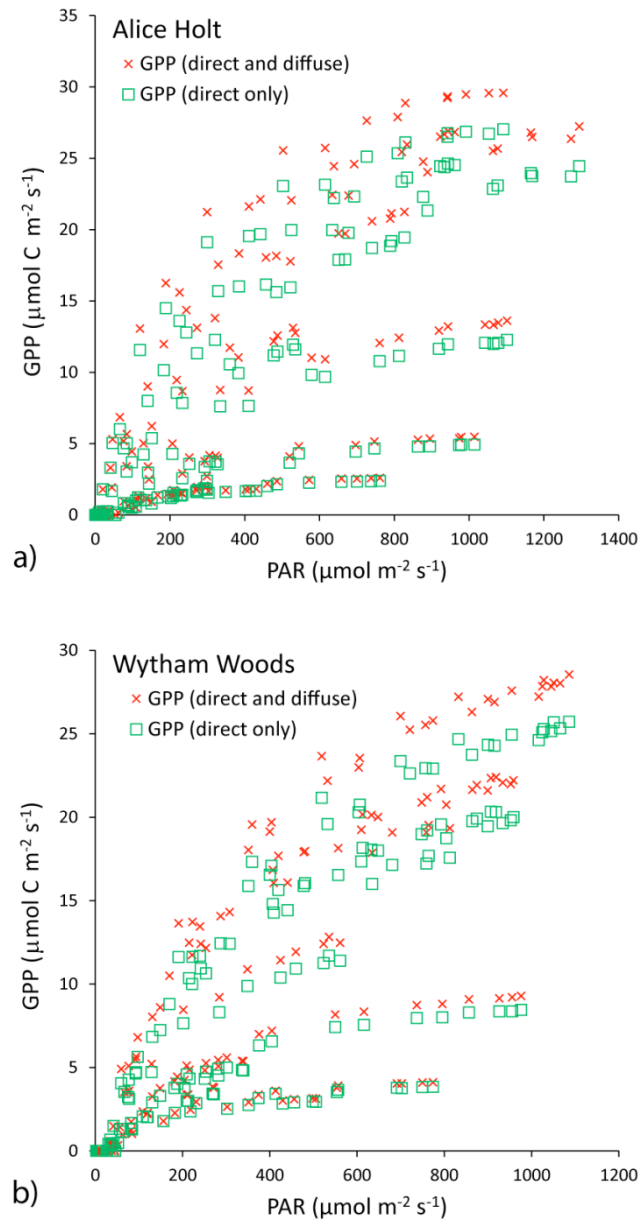 Alice Holt
× GPP (direct and diffuse)
□ GPP (direct only)
GPP (µmol C m⁻² s⁻¹)
35
30
25
20
15
10
5
0
0 200 400 600 800 1000 1200 1400
PAR (µmol m⁻² s⁻¹)
a)
Wytham Woods
× GPP (direct and diffuse)
□ GPP (direct only)
GPP (µmol C m⁻² s⁻¹)
30
25
20
15
10
5
0
0 200 400 600 800 1000 1200
PAR (µmol m⁻² s⁻¹)
b)